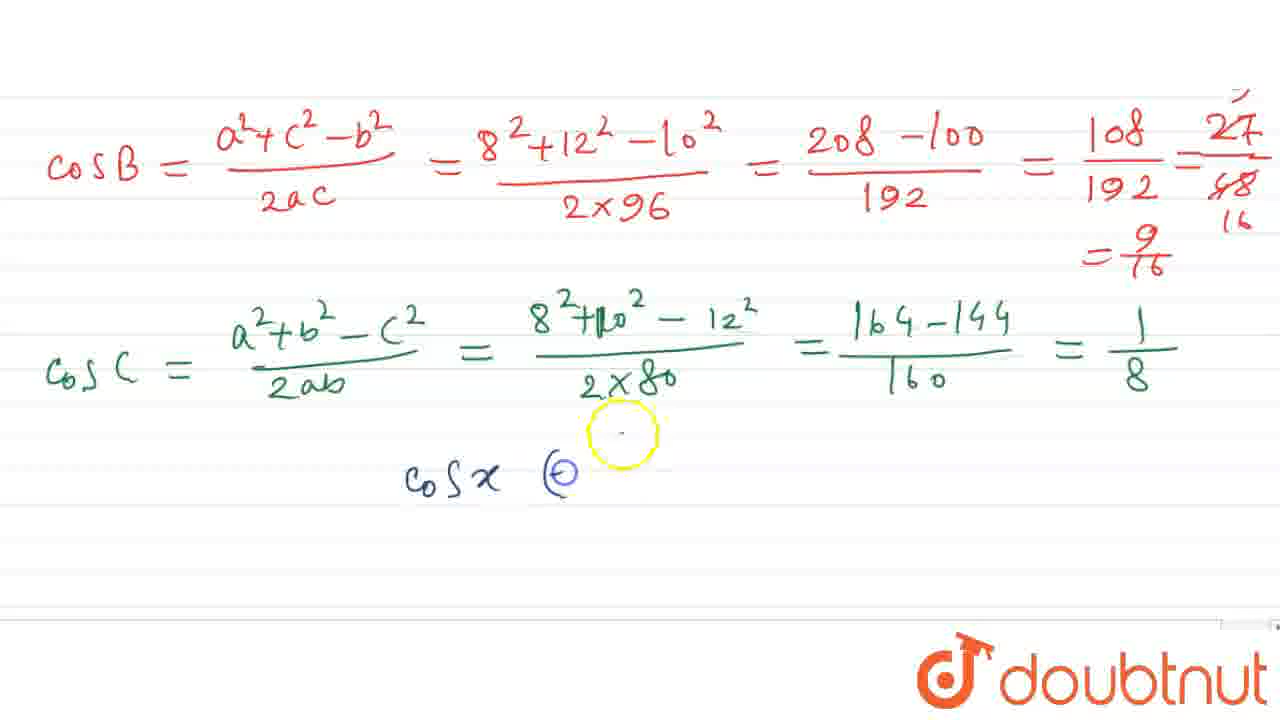 cosB = a²+c²-b² / 2ac = 8²+12²-10² / 2×96 = 208-100 / 192 = 108 / 192 = 27 / 48 16
= 9/16
cosC = a²+b²-c² / 2ab = 8²+10²-12² / 2×80 = 164-144 / 160 = 1 / 8
cosx (
doubtnut